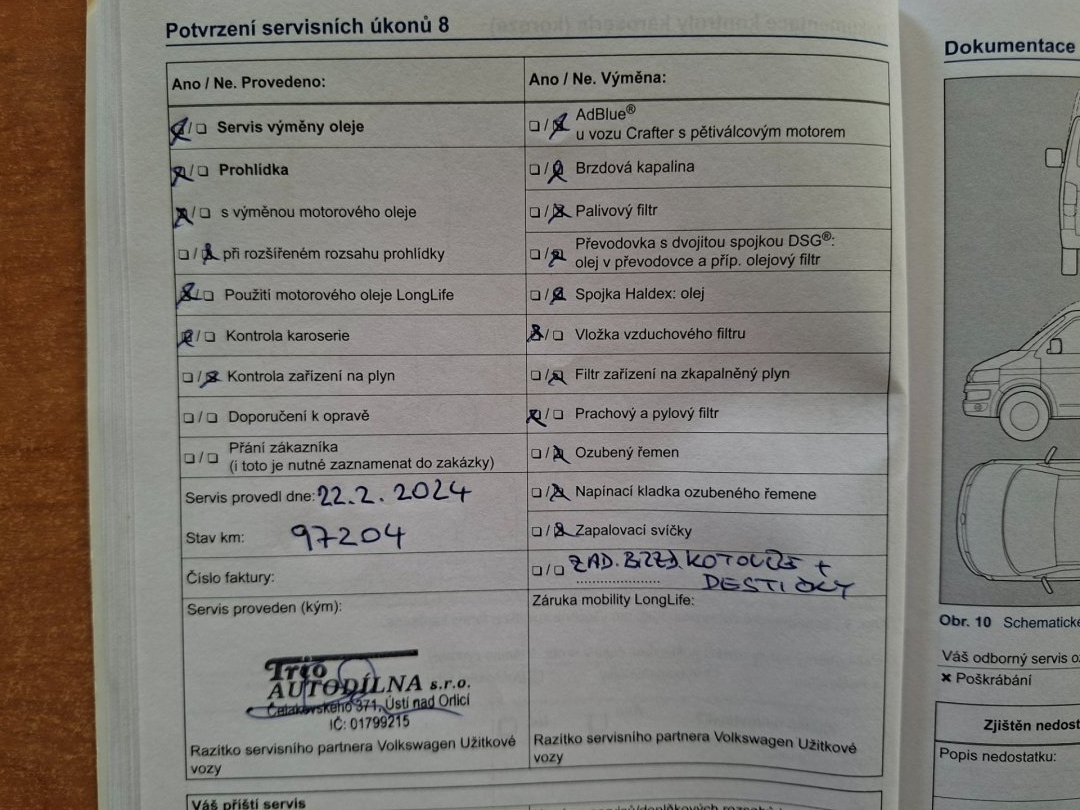 Potvrzení servisních úkonů 8
Ano / Ne. Provedeno:
Servis výměny oleje
Prohlídka
s výměnou motorového oleje
při rozšířeném rozsahu prohlídky
Použití motorového oleje LongLife
Kontrola karoserie
Kontrola zařízení na plyn
Doporučení k opravě
Přání zákazníka
(i toto je nutné zaznamenat do zakázky)
Servis provedl dne: 22.2.2024
Stav km: 97204
Číslo faktury:
Servis proveden (kým):
Trio
AUTODÍLNA s.r.o.
Čelakovského 371, Ústí nad Orlicí
IČ: 01799215
Razítko servisního partnera Volkswagen Užitkové
vozy
Ano / Ne. Výměna:
AdBlue®
u vozu Crafter s pětiválcovým motorem
Brzdová kapalina
Palivový filtr
Převodovka s dvojitou spojkou DSG®:
olej v převodovce a příp. olejový filtr
Spojka Haldex: olej
Vložka vzduchového filtru
Filtr zařízení na zkapalněný plyn
Prachový a pylový filtr
Ozubený řemen
Napínací kladka ozubeného řemene
Zapalovací svíčky
ZAD. BRZD. KOTOUČE +
DESTIČKY
Záruka mobility LongLife:
Razítko servisního partnera Volkswagen Užitkové
vozy
Váš příští servis
Dokumentace
Obr. 10 Schematické
Váš odborný servis
✖ Poškrábání
Zjištěn nedost
Popis nedostatku: